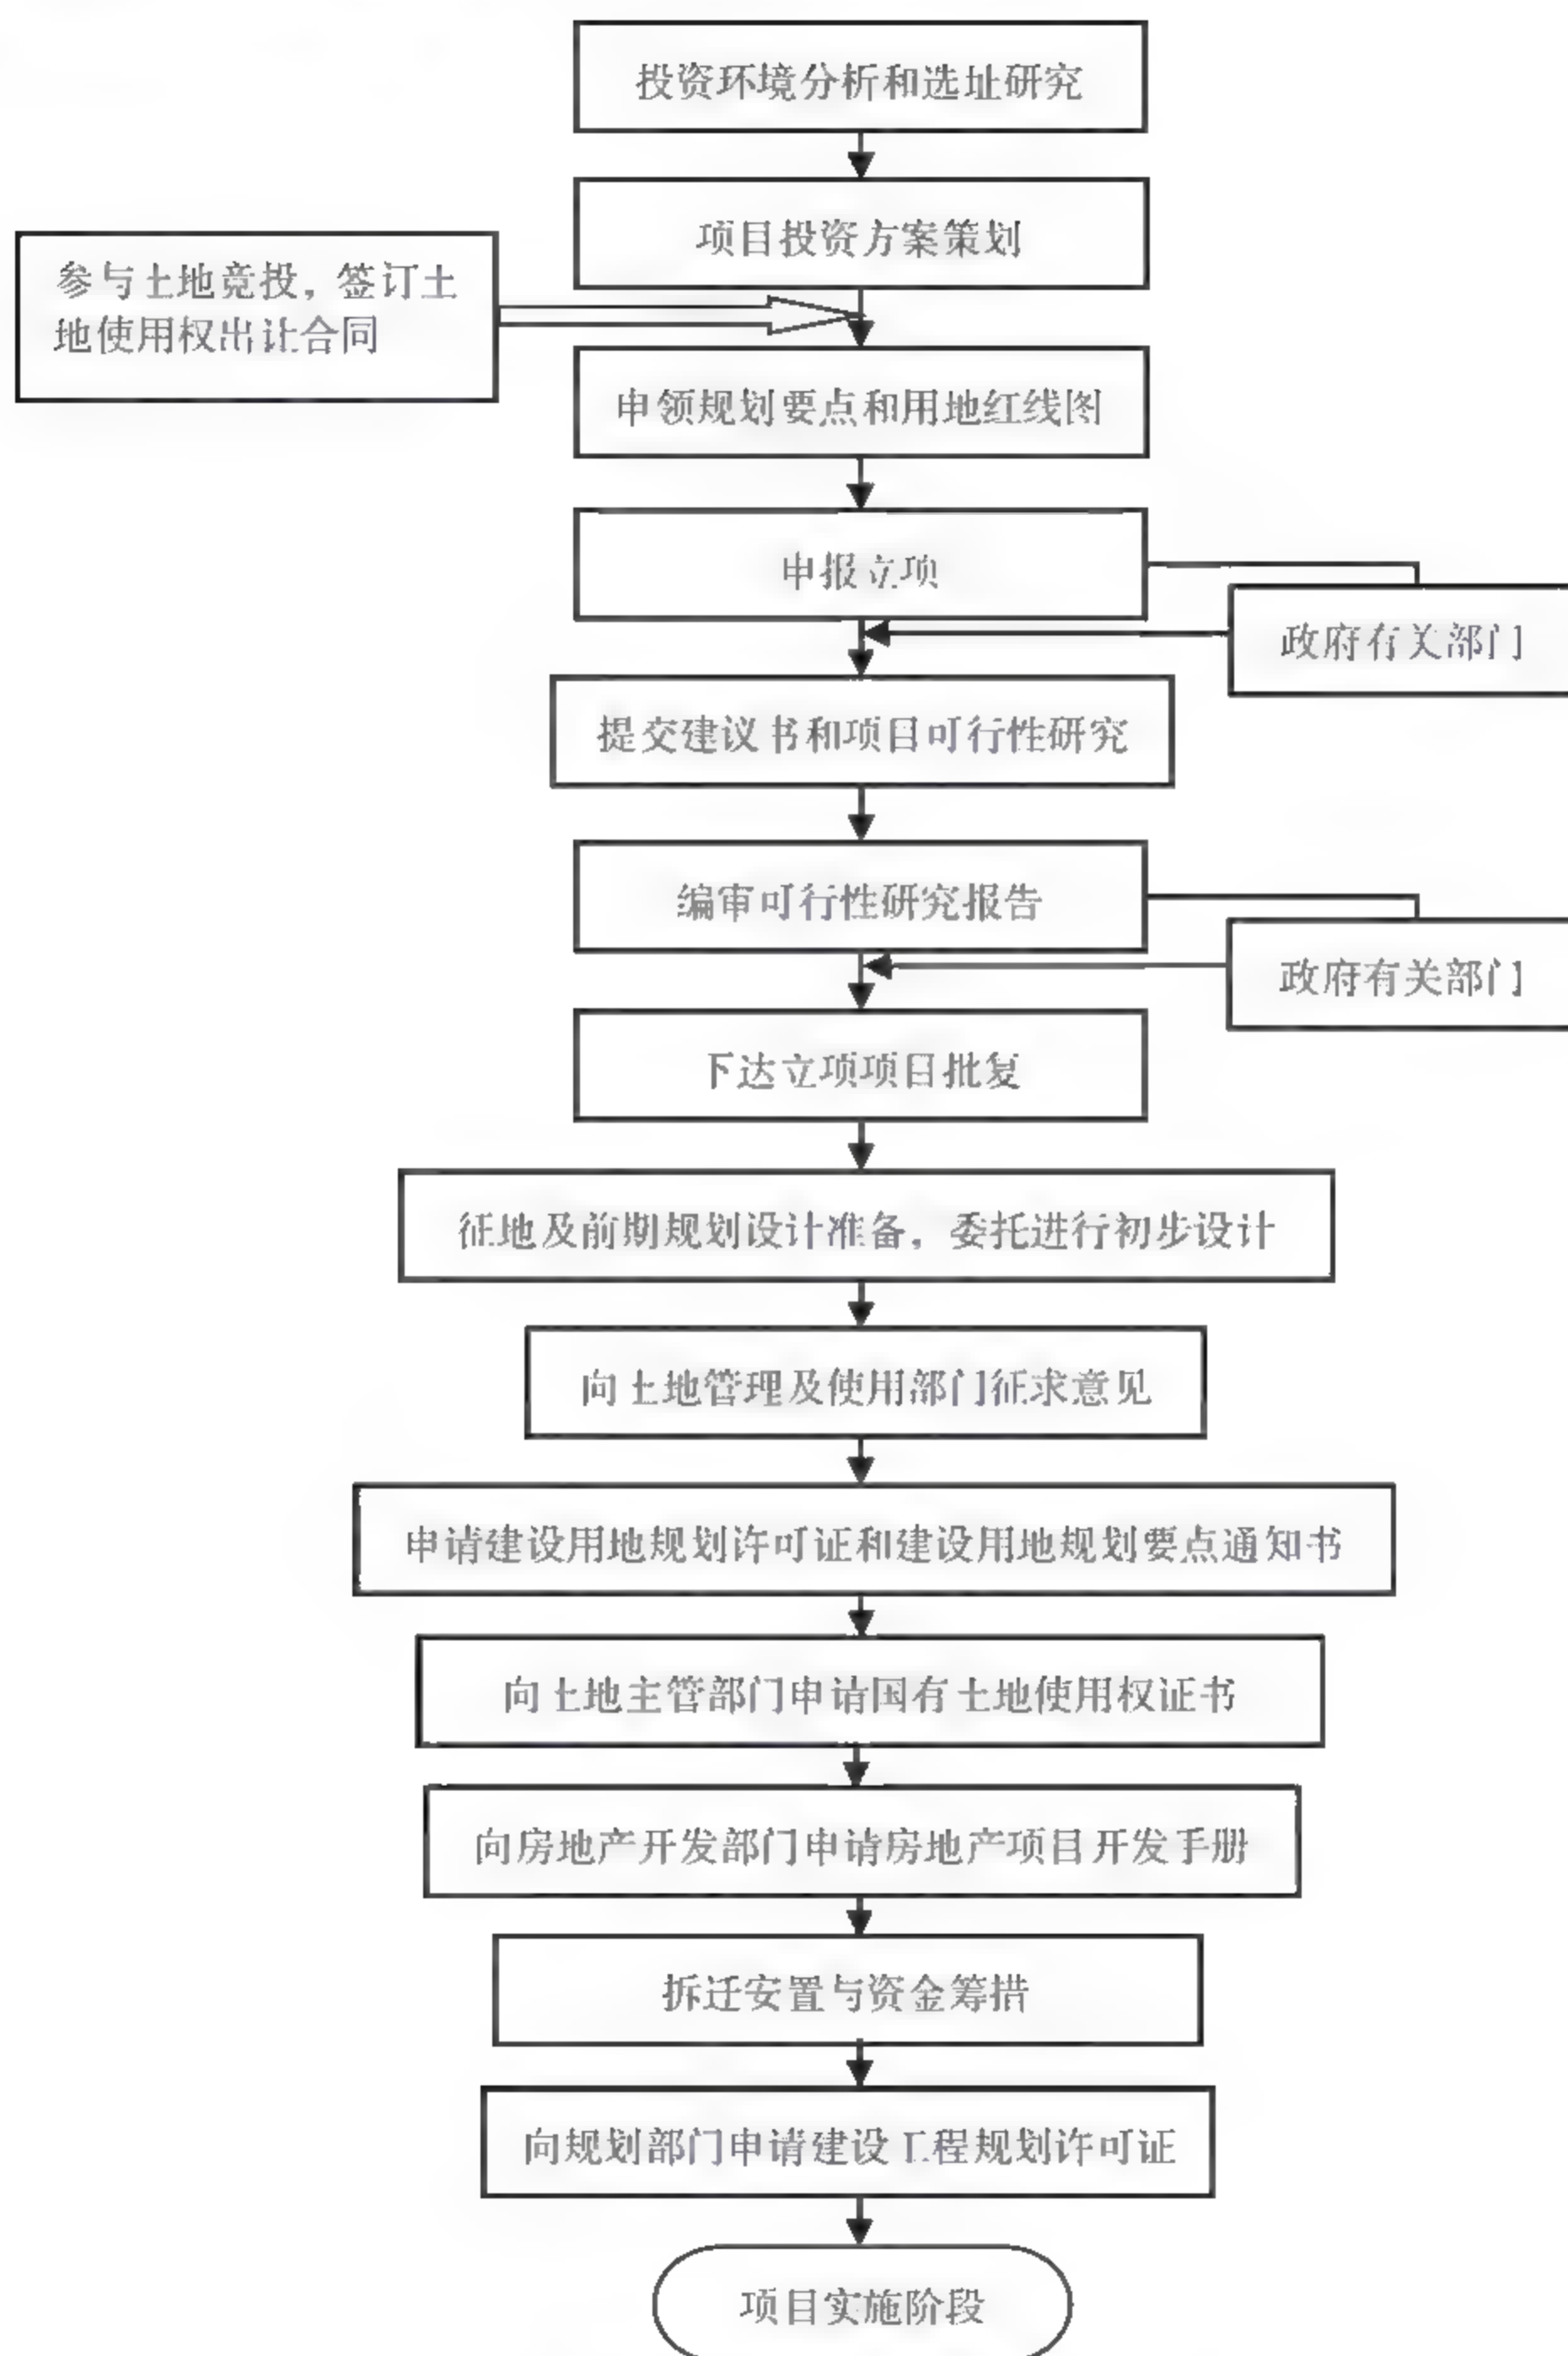 投资环境分析和选址研究
项目投资方案策划
参与土地竞投，签订土
地使用权出让合同
申领规划要点和用地红线图
申报立项
政府有关部门
提交建议书和项目可行性研究
编审可行性研究报告
政府有关部门
下达立项项目批复
征地及前期规划设计准备，委托进行初步设计
向土地管理及使用部门征求意见
申请建设用地规划许可证和建设用地规划要点通知书
向土地主管部门申请国有土地使用权证书
向房地产开发部门申请房地产项目开发手册
拆迁安置与资金筹措
向规划部门申请建设工程规划许可证
项目实施阶段